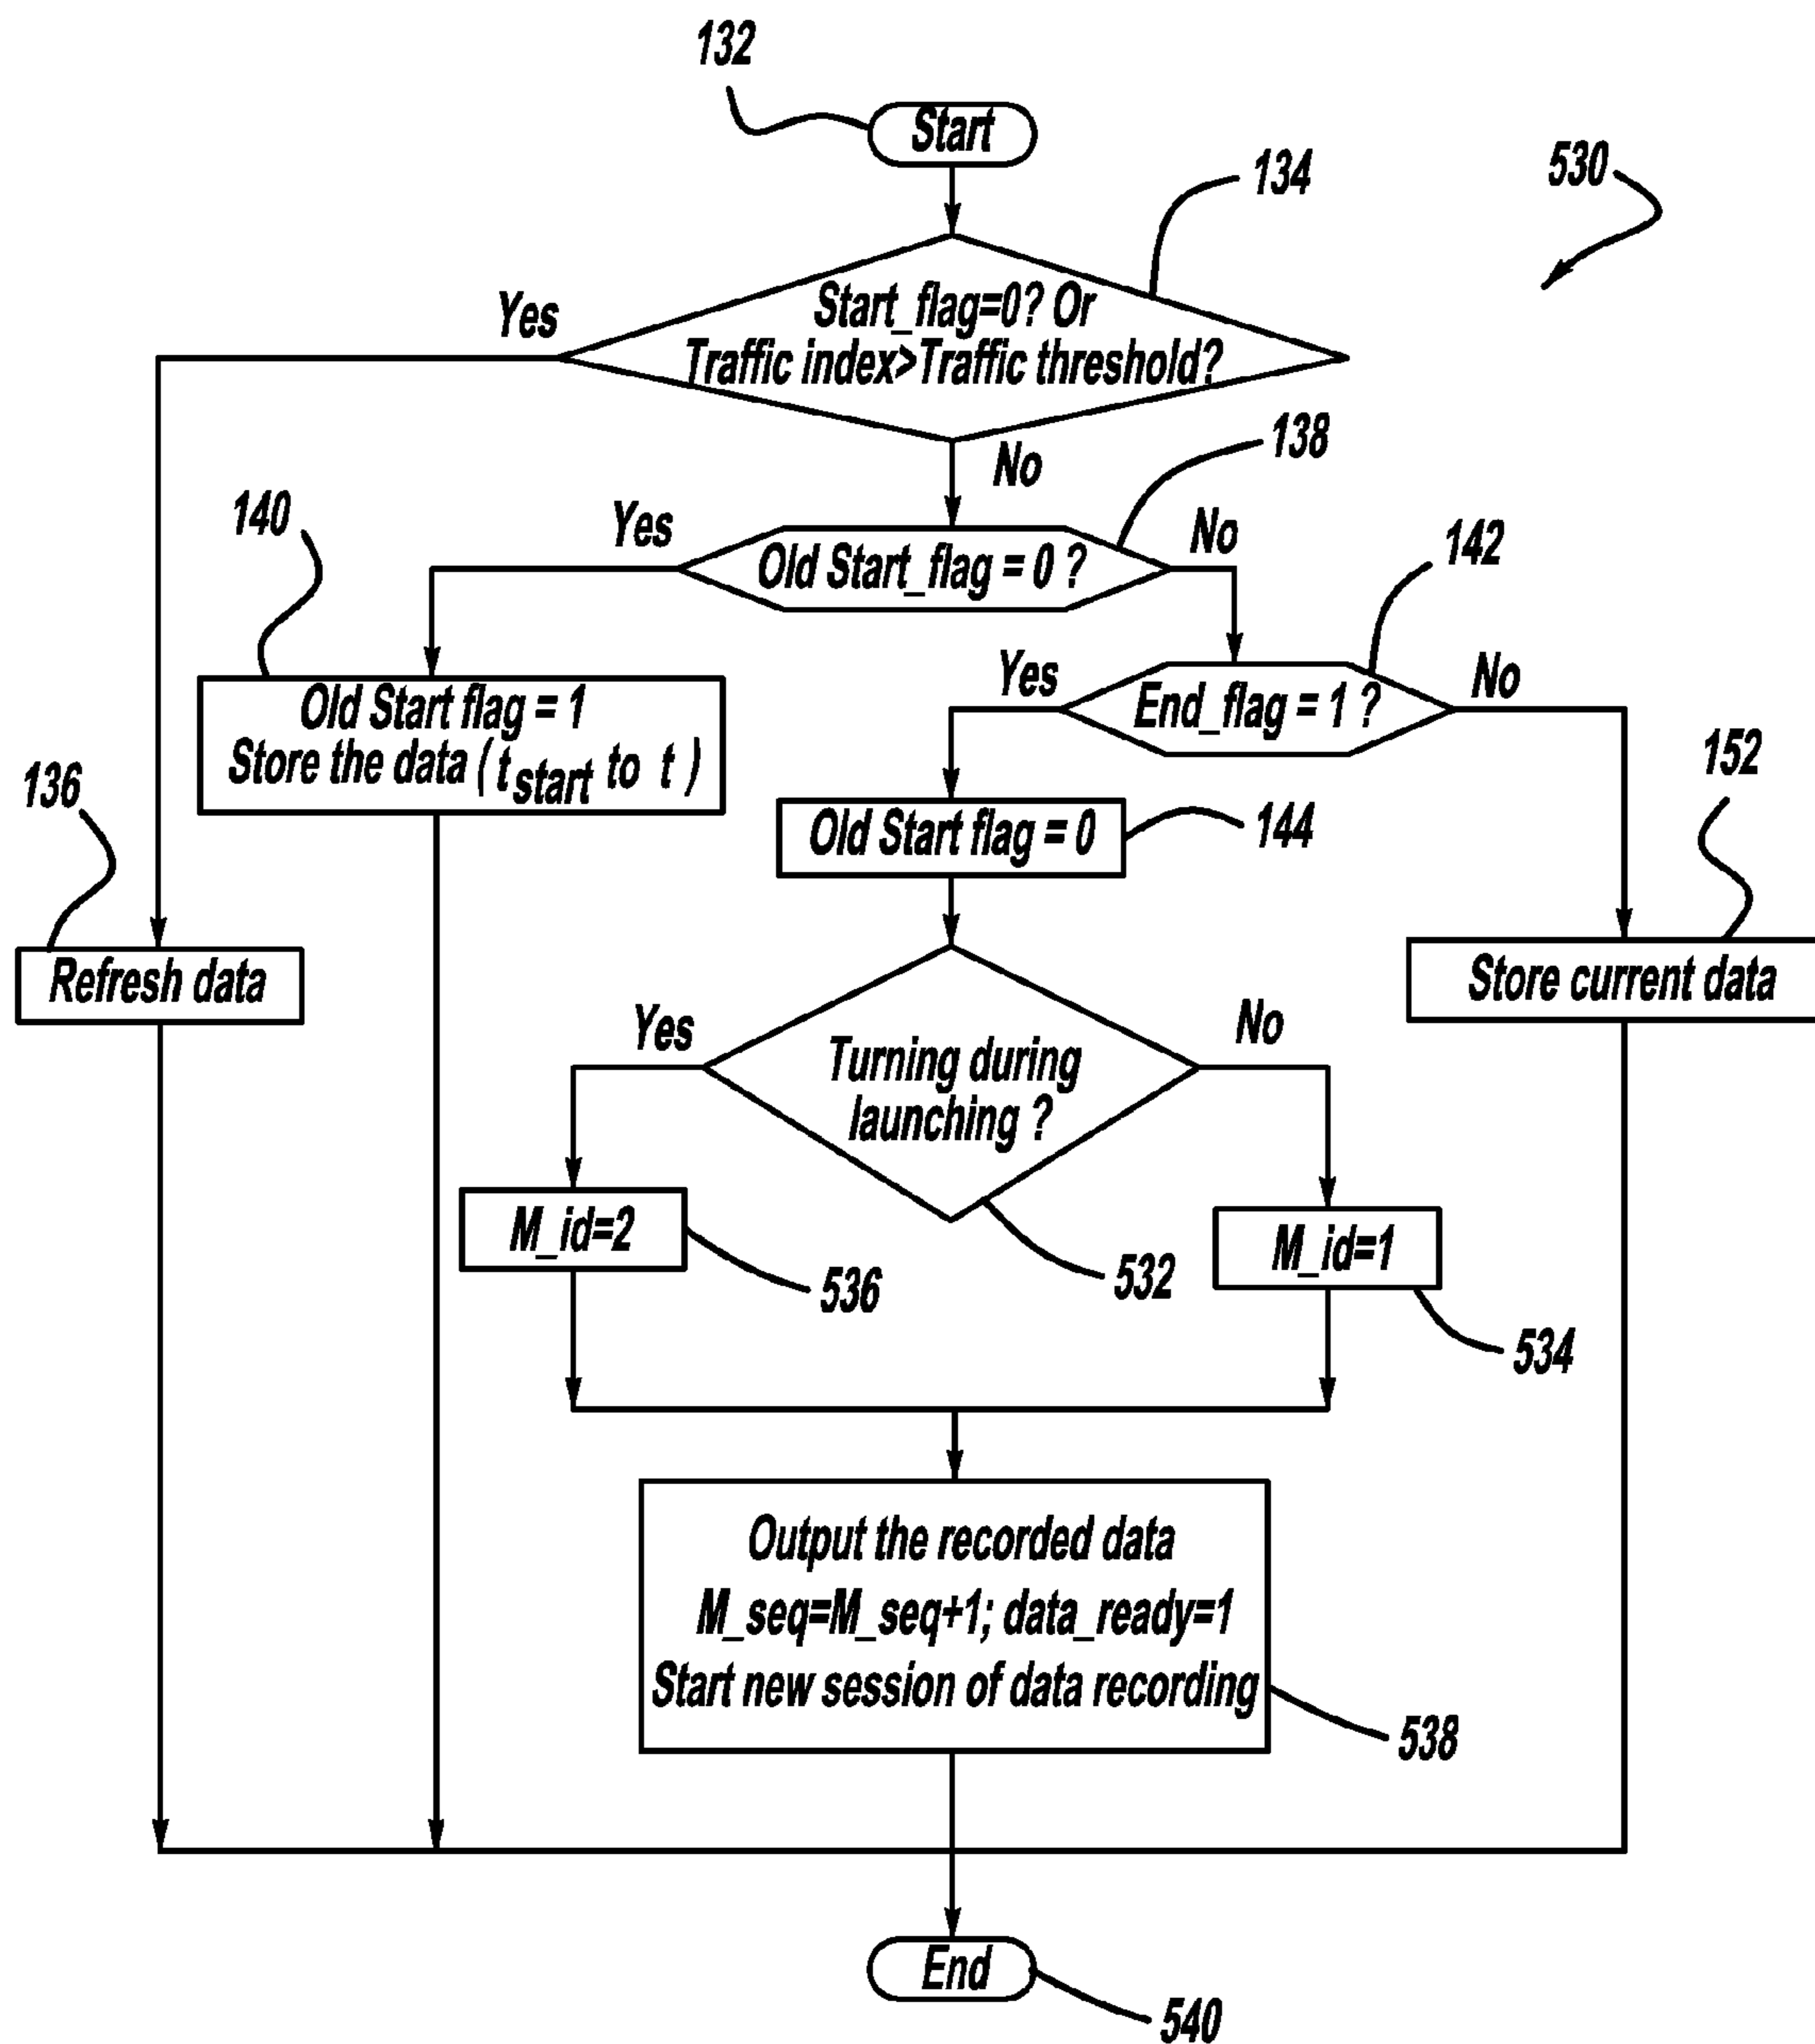 132
Start
134
530
Start_flag=0? Or
Traffic index>Traffic threshold?
Yes
No
138
140
Yes
Old Start_flag = 0 ?
No
142
Old Start flag = 1
Store the data (tstart to t )
Yes
End_flag = 1 ?
No
136
152
Old Start flag = 0
144
Refresh data
Store current data
Yes
Turning during
launching ?
No
M_id=2
536
532
M_id=1
534
Output the recorded data
M_seq=M_seq+1; data_ready=1
Start new session of data recording
538
End
540